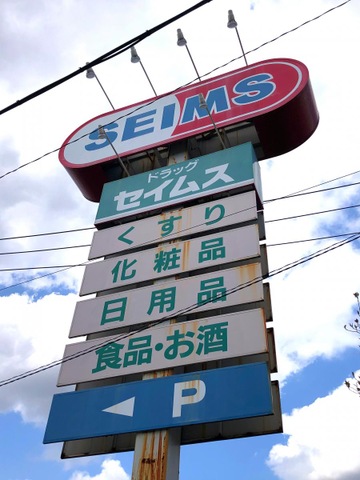 SEIMS
ドラッグ
セイムス
くすり
化粧品
日用品
食品・お酒
P